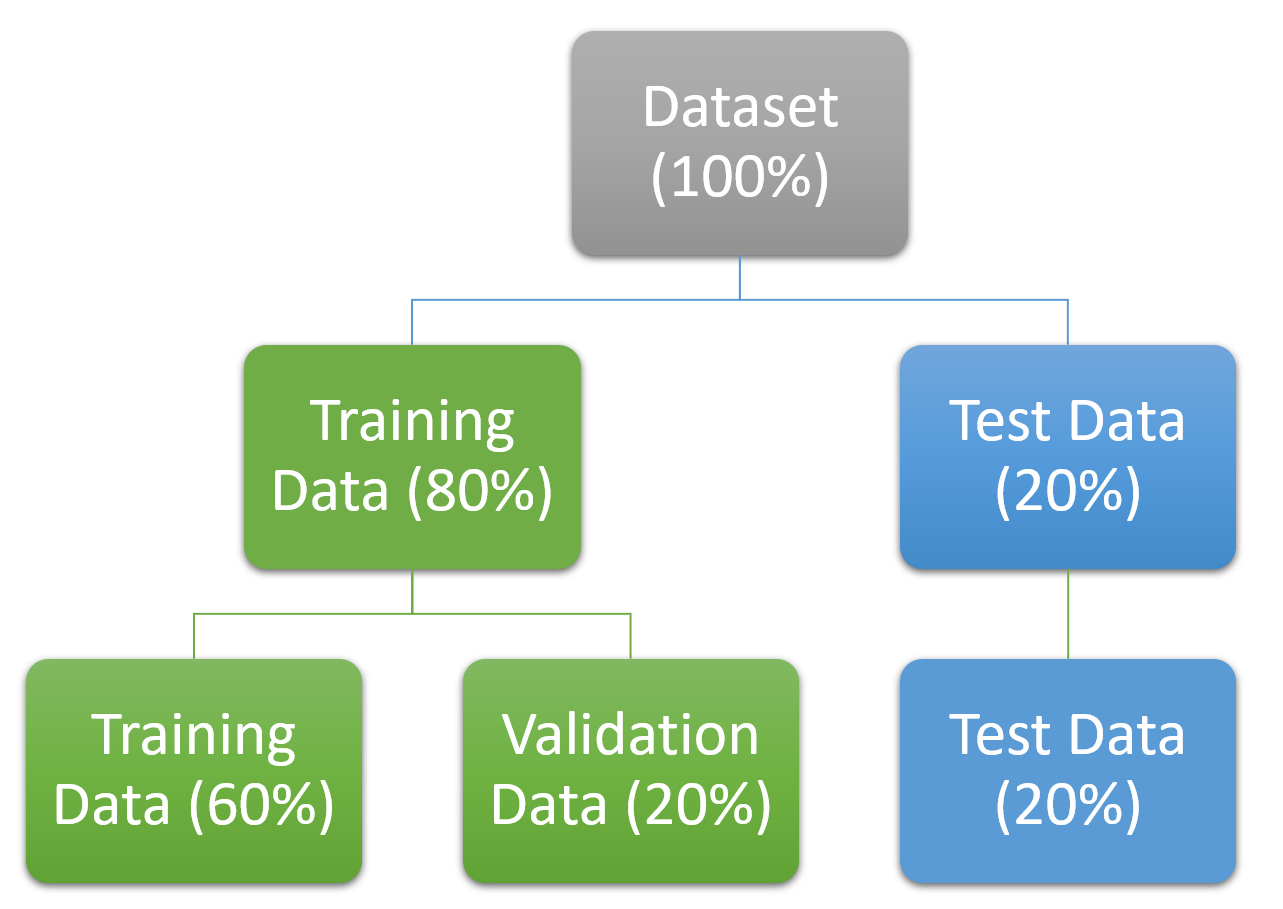 Dataset
(100%)
Training
Data (80%)
Test Data
(20%)
Training
Data (60%)
Validation
Data (20%)
Test Data
(20%)